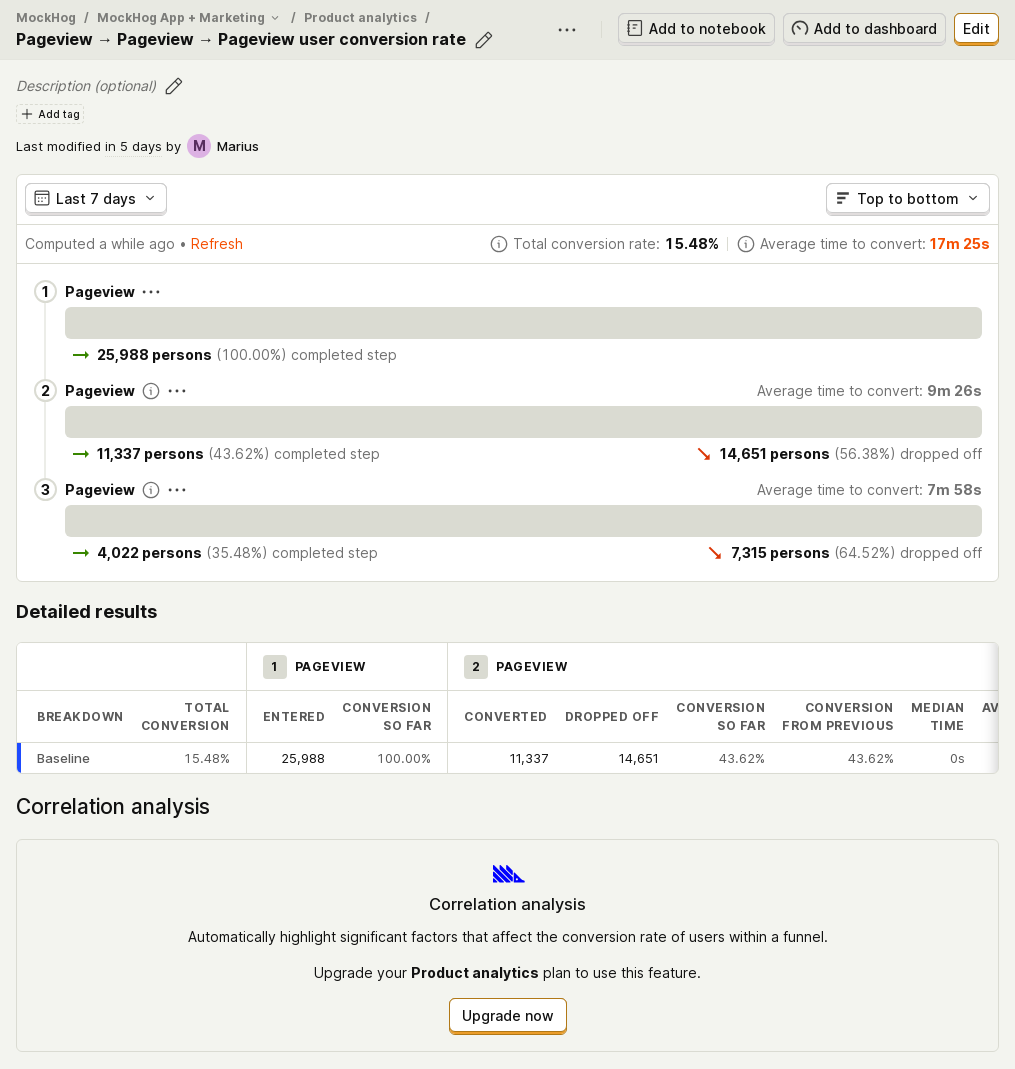 MockHog / MockHog App + Marketing / Product analytics /
Pageview → Pageview → Pageview user conversion rate
Add to notebook
Add to dashboard
Edit
Description (optional)
Add tag
Last modified in 5 days by M Marius
Last 7 days
Top to bottom
Computed a while ago • Refresh
Total conversion rate: 15.48%
Average time to convert: 17m 25s
1 Pageview
→ 25,988 persons (100.00%) completed step
2 Pageview
Average time to convert: 9m 26s
→ 11,337 persons (43.62%) completed step
↘ 14,651 persons (56.38%) dropped off
3 Pageview
Average time to convert: 7m 58s
→ 4,022 persons (35.48%) completed step
↘ 7,315 persons (64.52%) dropped off
Detailed results
1 PAGEVIEW
2 PAGEVIEW
BREAKDOWN
TOTAL
CONVERSION
ENTERED
CONVERSION
SO FAR
CONVERTED
DROPPED OFF
CONVERSION
SO FAR
CONVERSION
FROM PREVIOUS
MEDIAN
TIME
AV
Baseline 15.48% 25,988 100.00% 11,337 14,651 43.62% 43.62% 0s
Correlation analysis
Correlation analysis
Automatically highlight significant factors that affect the conversion rate of users within a funnel.
Upgrade your Product analytics plan to use this feature.
Upgrade now